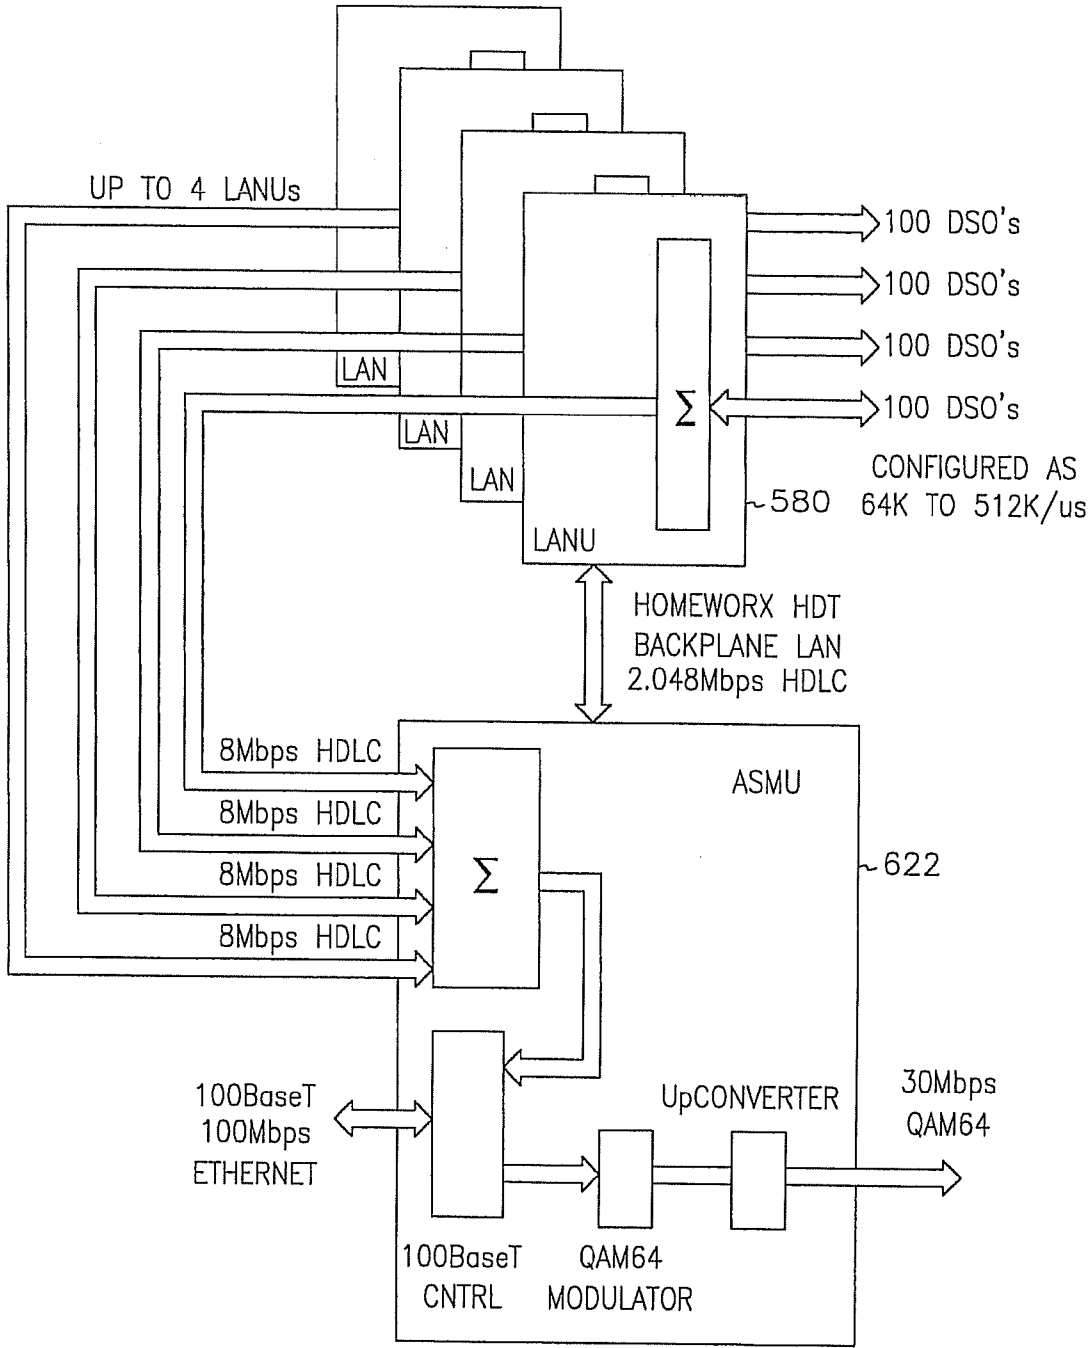 UP TO 4 LANUs
100 DSO's
100 DSO's
100 DSO's
100 DSO's
CONFIGURED AS
64K TO 512K/us
LAN
LAN
LAN
LANU
580
HOMEWORX HDT
BACKPLANE LAN
2.048Mbps HDLC
8Mbps HDLC
8Mbps HDLC
8Mbps HDLC
8Mbps HDLC
Σ
Σ
ASMU
622
100BaseT
100Mbps
ETHERNET
UpCONVERTER
30Mbps
QAM64
100BaseT
CNTRL
QAM64
MODULATOR